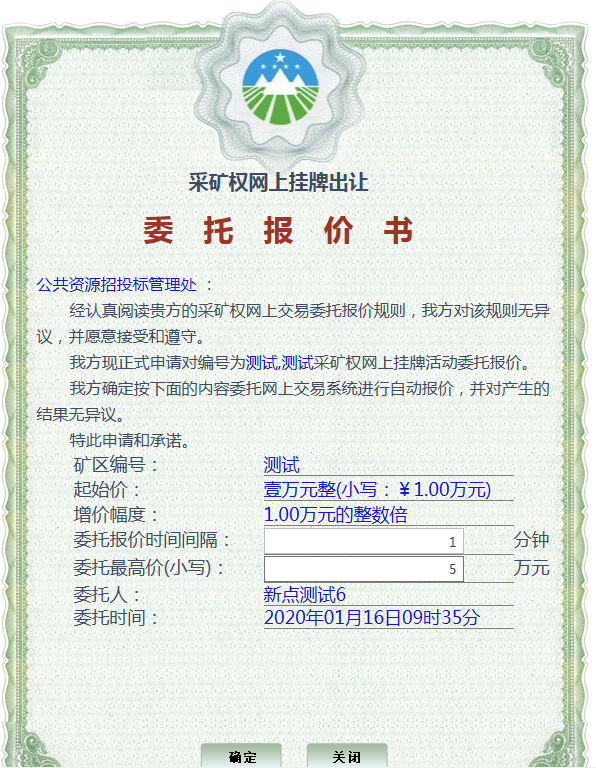 采矿权网上挂牌出让
委托报价书
公共资源招投标管理处 ：
经认真阅读贵方的采矿权网上交易委托报价规则，我方对该规则无异
议，并愿意接受和遵守。
我方现正式申请对编号为测试,测试采矿权网上挂牌活动委托报价。
我方确定按下面的内容委托网上交易系统进行自动报价，并对产生的
结果无异议。
特此申请和承诺。
矿区编号： 测试
起始价： 壹万元整(小写：￥1.00万元)
增价幅度： 1.00万元的整数倍
委托报价时间间隔： 1 分钟
委托最高价(小写)： 5 万元
委托人： 新点测试6
委托时间： 2020年01月16日09时35分
确定 关闭